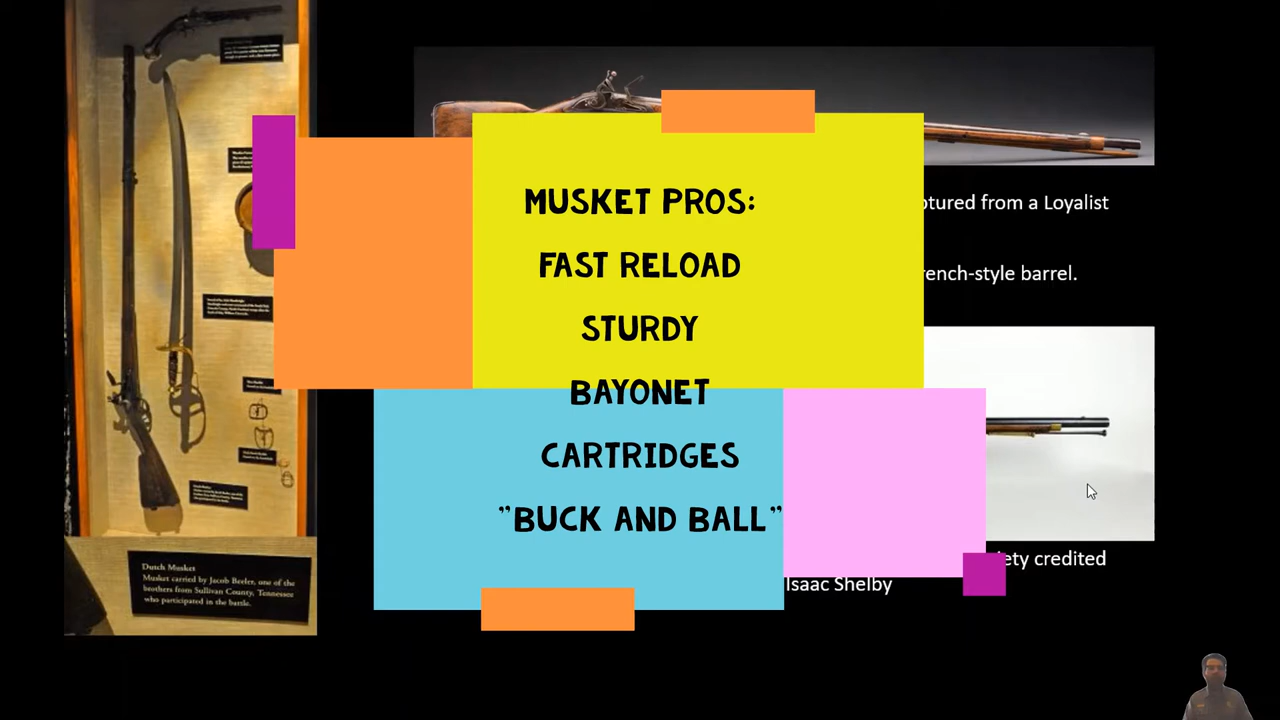 MUSKET PROS:
FAST RELOAD
STURDY
BAYONET
CARTRIDGES
"BUCK AND BALL"
ptured from a Loyalist
rench-style barrel.
ety credited
Isaac Shelby
Dutch Musket
Musket carried by Jacob Beeler, one of the
brothers from Sullivan County, Tennessee
who participated in the battle.